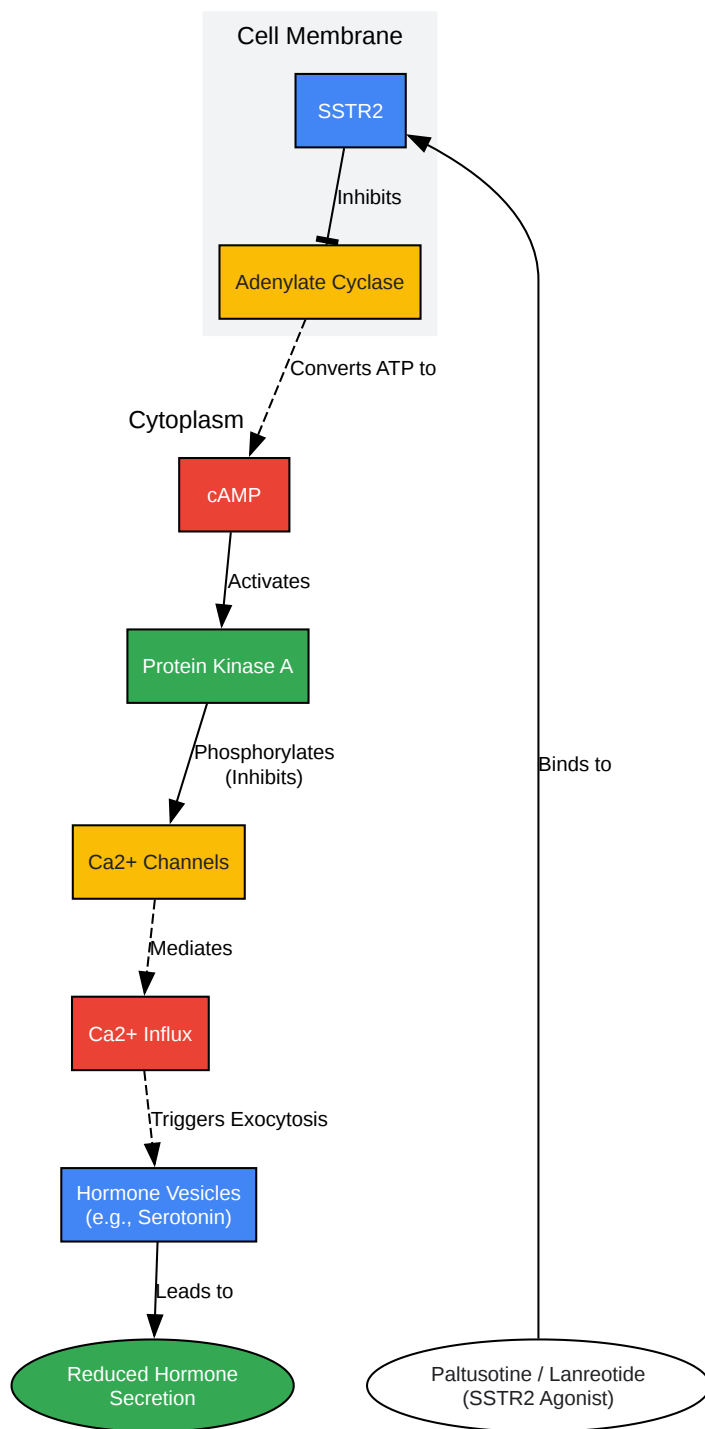 Cell Membrane
SSTR2
Inhibits
Adenylate Cyclase
Converts ATP to
Cytoplasm
cAMP
Activates
Protein Kinase A
Phosphorylates
(Inhibits)
Binds to
Ca2+ Channels
Mediates
Ca2+ Influx
Triggers Exocytosis
Hormone Vesicles
(e.g., Serotonin)
Leads to
Reduced Hormone
Secretion
Paltusotine / Lanreotide
(SSTR2 Agonist)